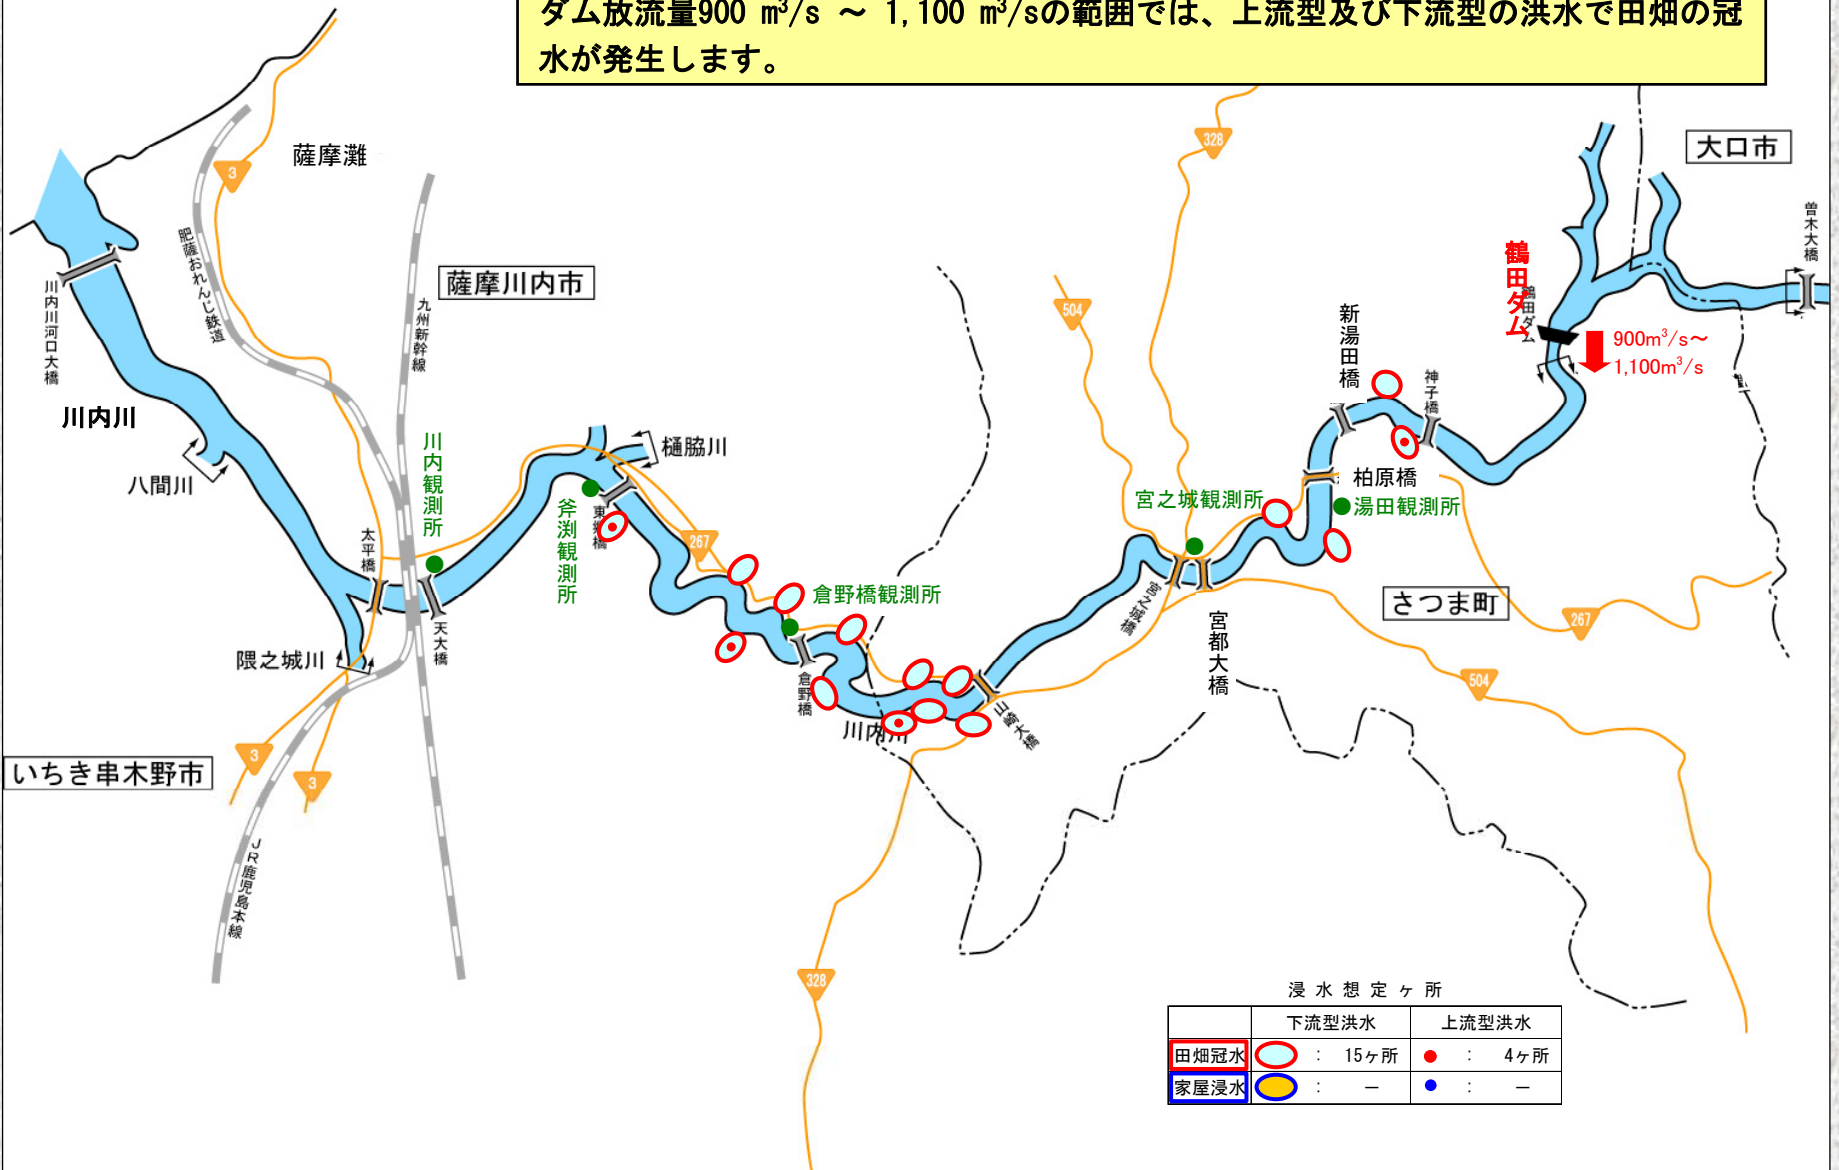 ダム放流量900 m³/s ～ 1,100 m³/sの範囲では、上流型及び下流型の洪水で田畑の冠
水が発生します。
薩摩灘
3
328
大口市
曽木大橋
肥薩おれんじ鉄道
薩摩川内市
九州新幹線
川内川河口大橋
504
新湯田橋
鶴田ダム
鶴田ダム
900m³/s～
1,100m³/s
神子橋
川内川
川内観測所
樋脇川
八間川
柏原橋
宮之城観測所
湯田観測所
斧渕観測所
東郷橋
267
太平橋
倉野橋観測所
さつま町
267
天大橋
宮之城橋
宮都大橋
隈之城川
倉野橋
504
川内川
山崎大橋
いちき串木野市
3
3
JR鹿児島本線
328
浸水想定ヶ所
下流型洪水 上流型洪水
田畑冠水 : 15ヶ所 : 4ヶ所
家屋浸水 : － : －